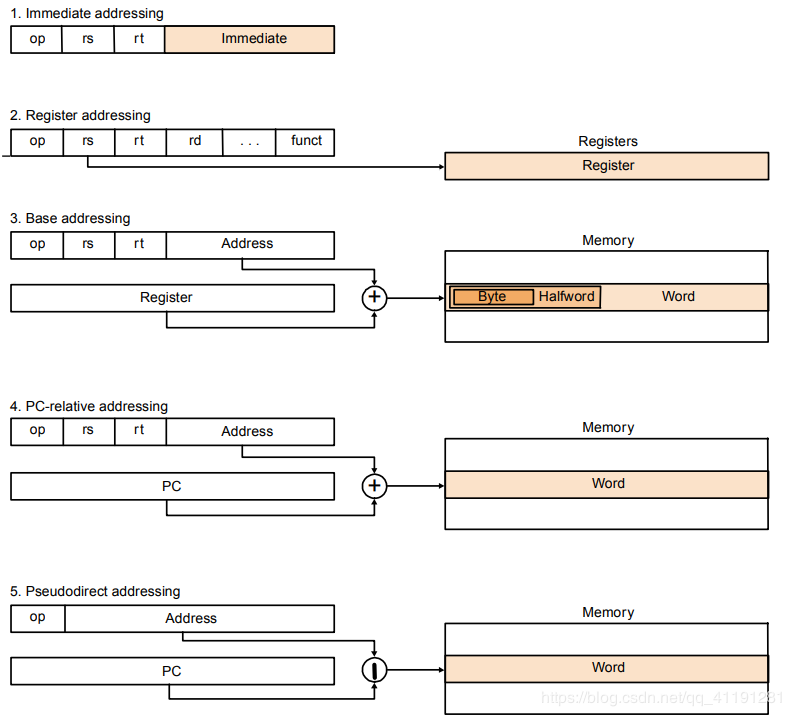 1. Immediate addressing
op rs rt Immediate
2. Register addressing
op rs rt rd . . . funct
Registers
Register
3. Base addressing
op rs rt Address
Memory
Register
Byte Halfword Word
4. PC-relative addressing
op rs rt Address
Memory
PC
Word
5. Pseudodirect addressing
op Address
Memory
PC
Word
https://blog.csdn.net/qq_41191281